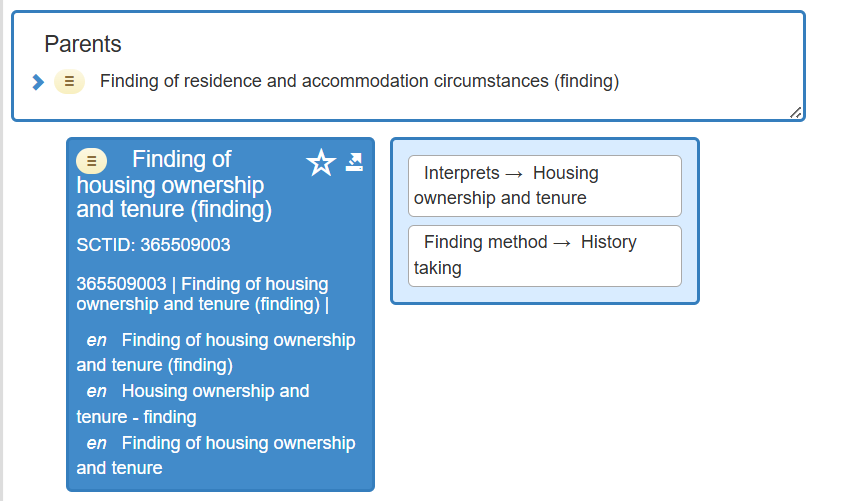 Parents
Finding of residence and accommodation circumstances (finding)
Finding of
housing ownership
and tenure (finding)
SCTID: 365509003
365509003 | Finding of housing
ownership and tenure (finding) |
en Finding of housing ownership
and tenure (finding)
en Housing ownership and
tenure - finding
en Finding of housing ownership
and tenure
Interprets → Housing
ownership and tenure
Finding method → History
taking